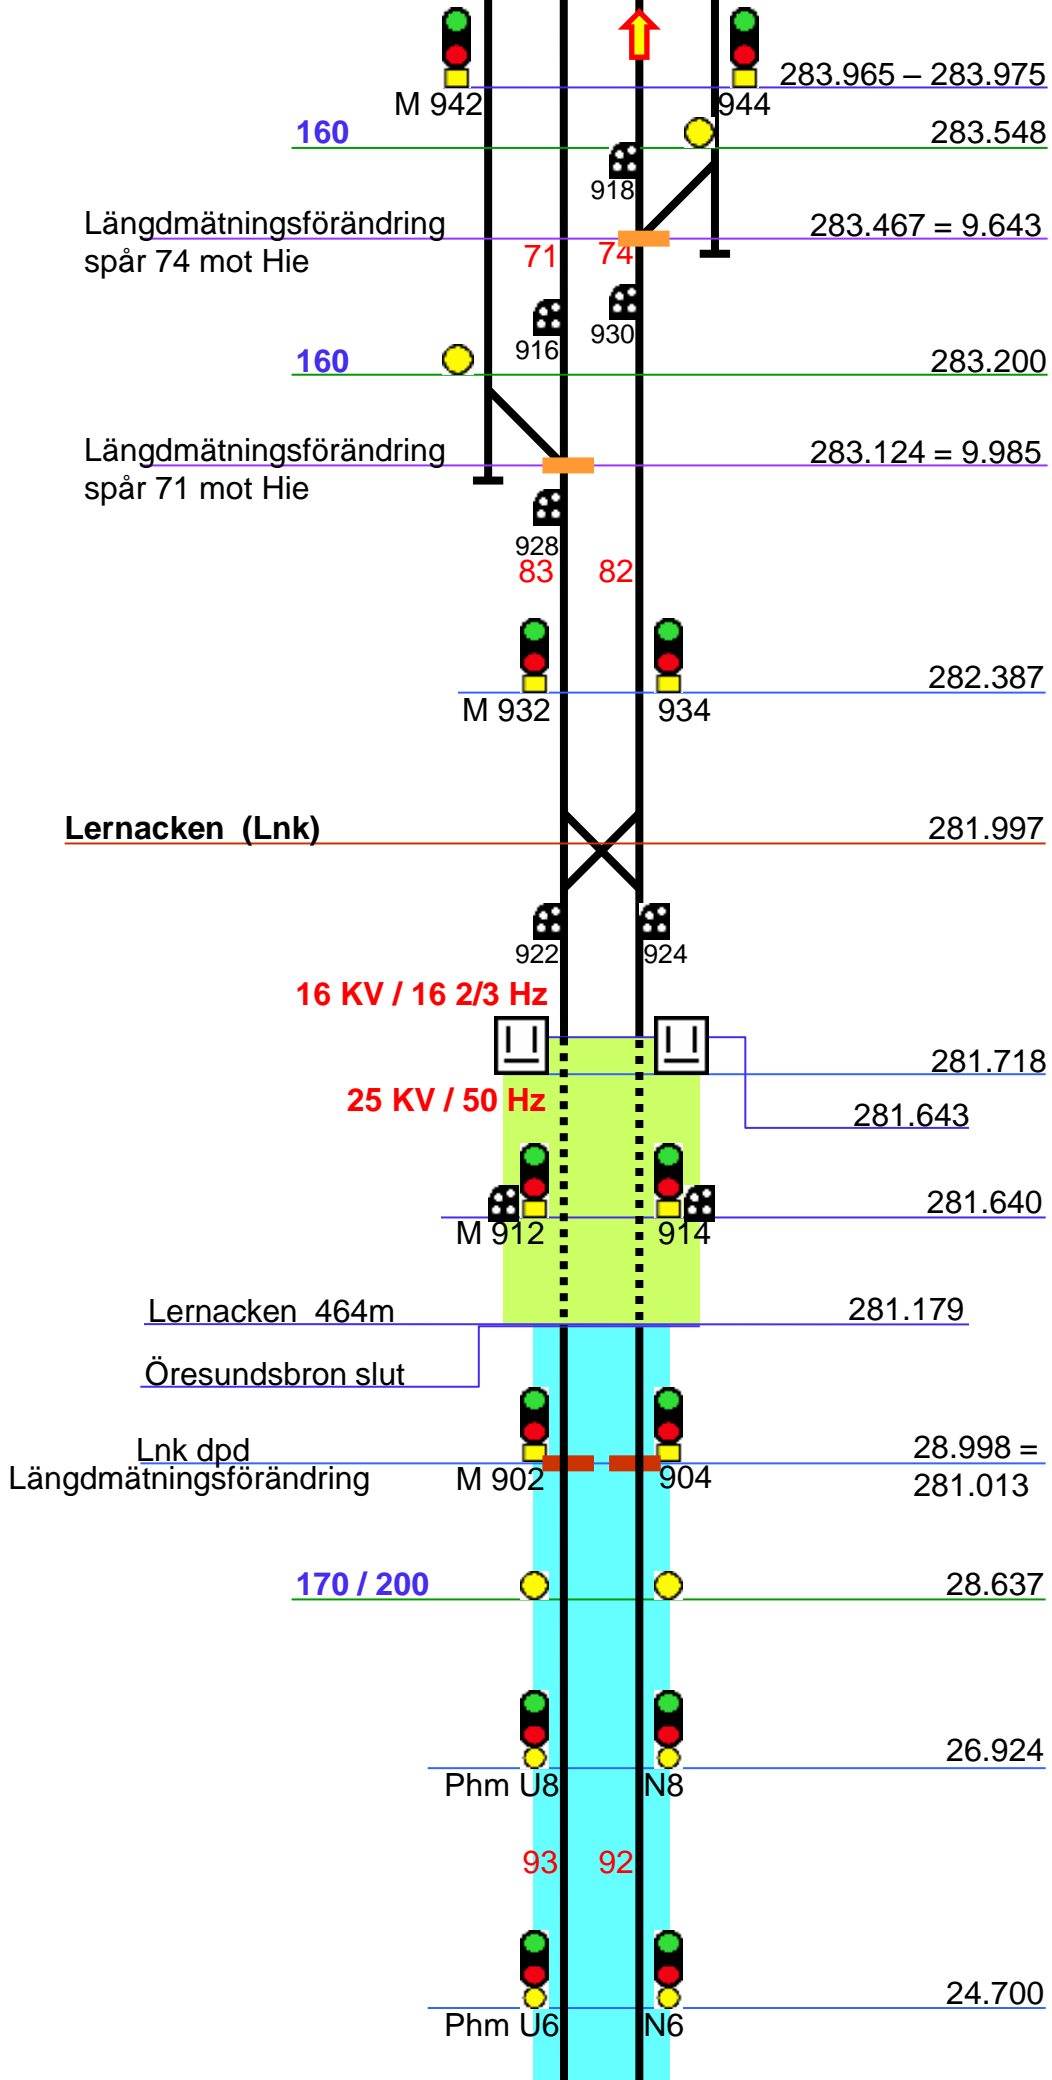 283.965 – 283.975
M 942
944
160
283.548
918
Längdmätningsförändring
283.467 = 9.643
spår 74 mot Hie
71
74
916
930
160
283.200
Längdmätningsförändring
283.124 = 9.985
spår 71 mot Hie
928
83
82
282.387
M 932
934
Lernacken (Lnk)
281.997
922
924
16 KV / 16 2/3 Hz
281.718
25 KV / 50 Hz
281.643
281.640
M 912
914
Lernacken 464m
281.179
Öresundsbron slut
Lnk dpd
28.998 =
Längdmätningsförändring
M 902
904
281.013
170 / 200
28.637
26.924
Phm U8
N8
93
92
24.700
Phm U6
N6